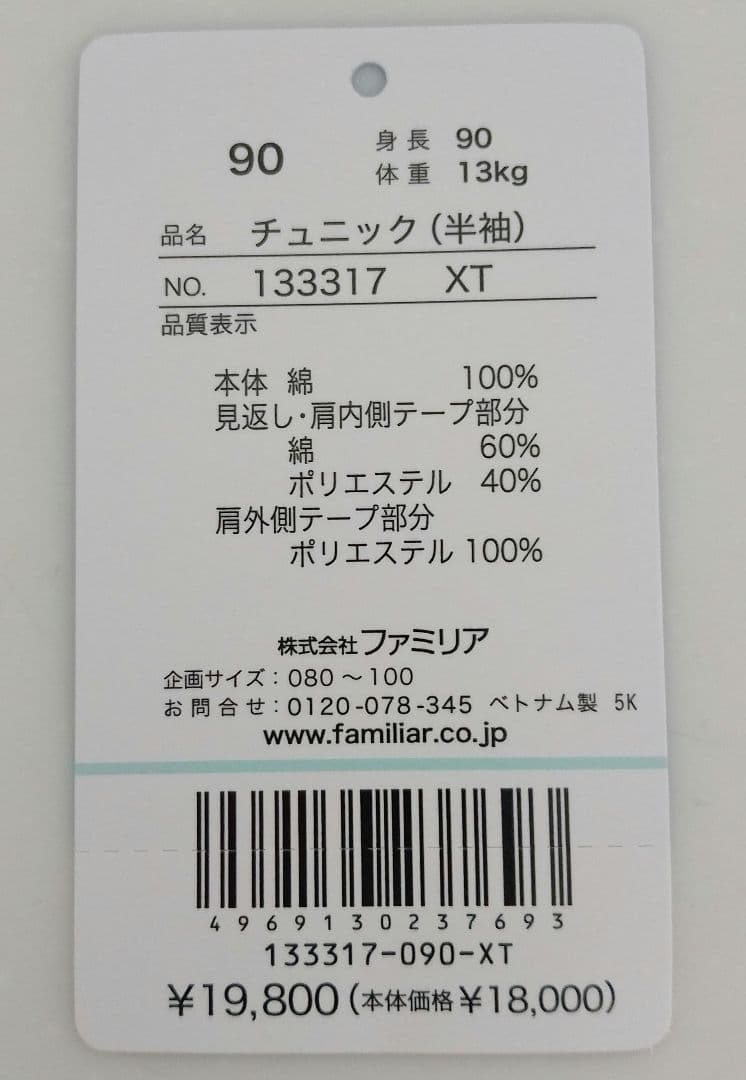 90
身長 90
体重 13kg
品名 チュニック(半袖)
NO. 133317 XT
品質表示
本体 綿 100%
見返し・肩内側テープ部分
綿 60%
ポリエステル 40%
肩外側テープ部分
ポリエステル 100%
株式会社ファミリア
企画サイズ:080〜100
お問合せ:0120-078-345 ベトナム製 5K
www.familiar.co.jp
4969130237693
133317-090-XT
¥19,800(本体価格¥18,000)